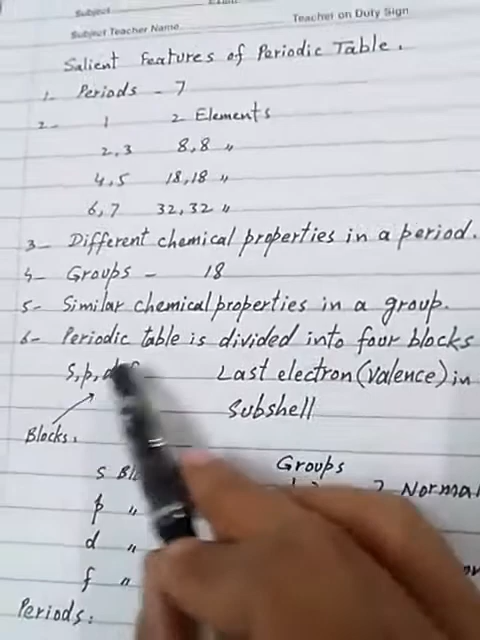 Subject
Teacher on Duty Sign
Subject Teacher Name
Salient Features of Periodic Table.
1- Periods - 7
2- 1 2 Elements
2,3 8,8 "
4,5 18,18 "
6,7 32,32 "
3- Different chemical properties in a period.
4- Groups - 18
5- Similar chemical properties in a group.
6- Periodic table is divided into four blocks
s,p, Last electron (valence) in
Subshell
Blocks.
Groups
s
Normal
p "
d "
f "
Periods: